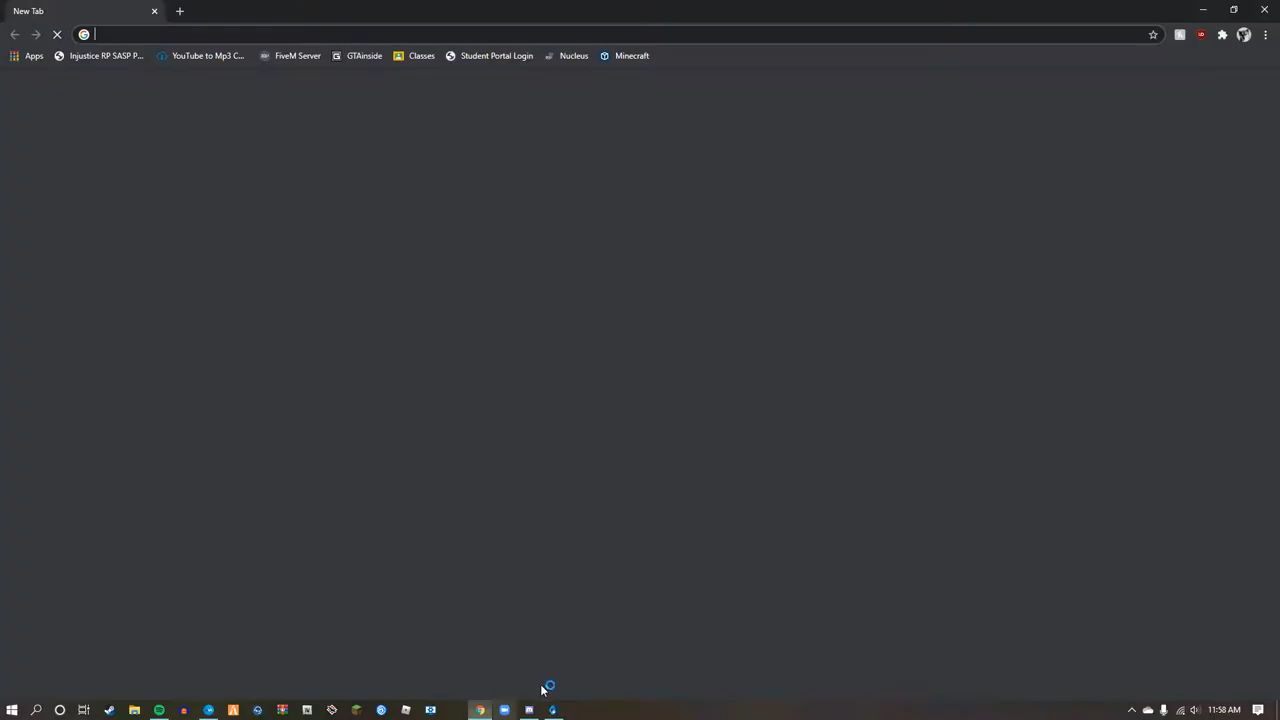 New Tab
Apps Injustice RP SASP P... YouTube to Mp3 C... FiveM Server GTAinside Classes Student Portal Login Nucleus Minecraft
11:58 AM